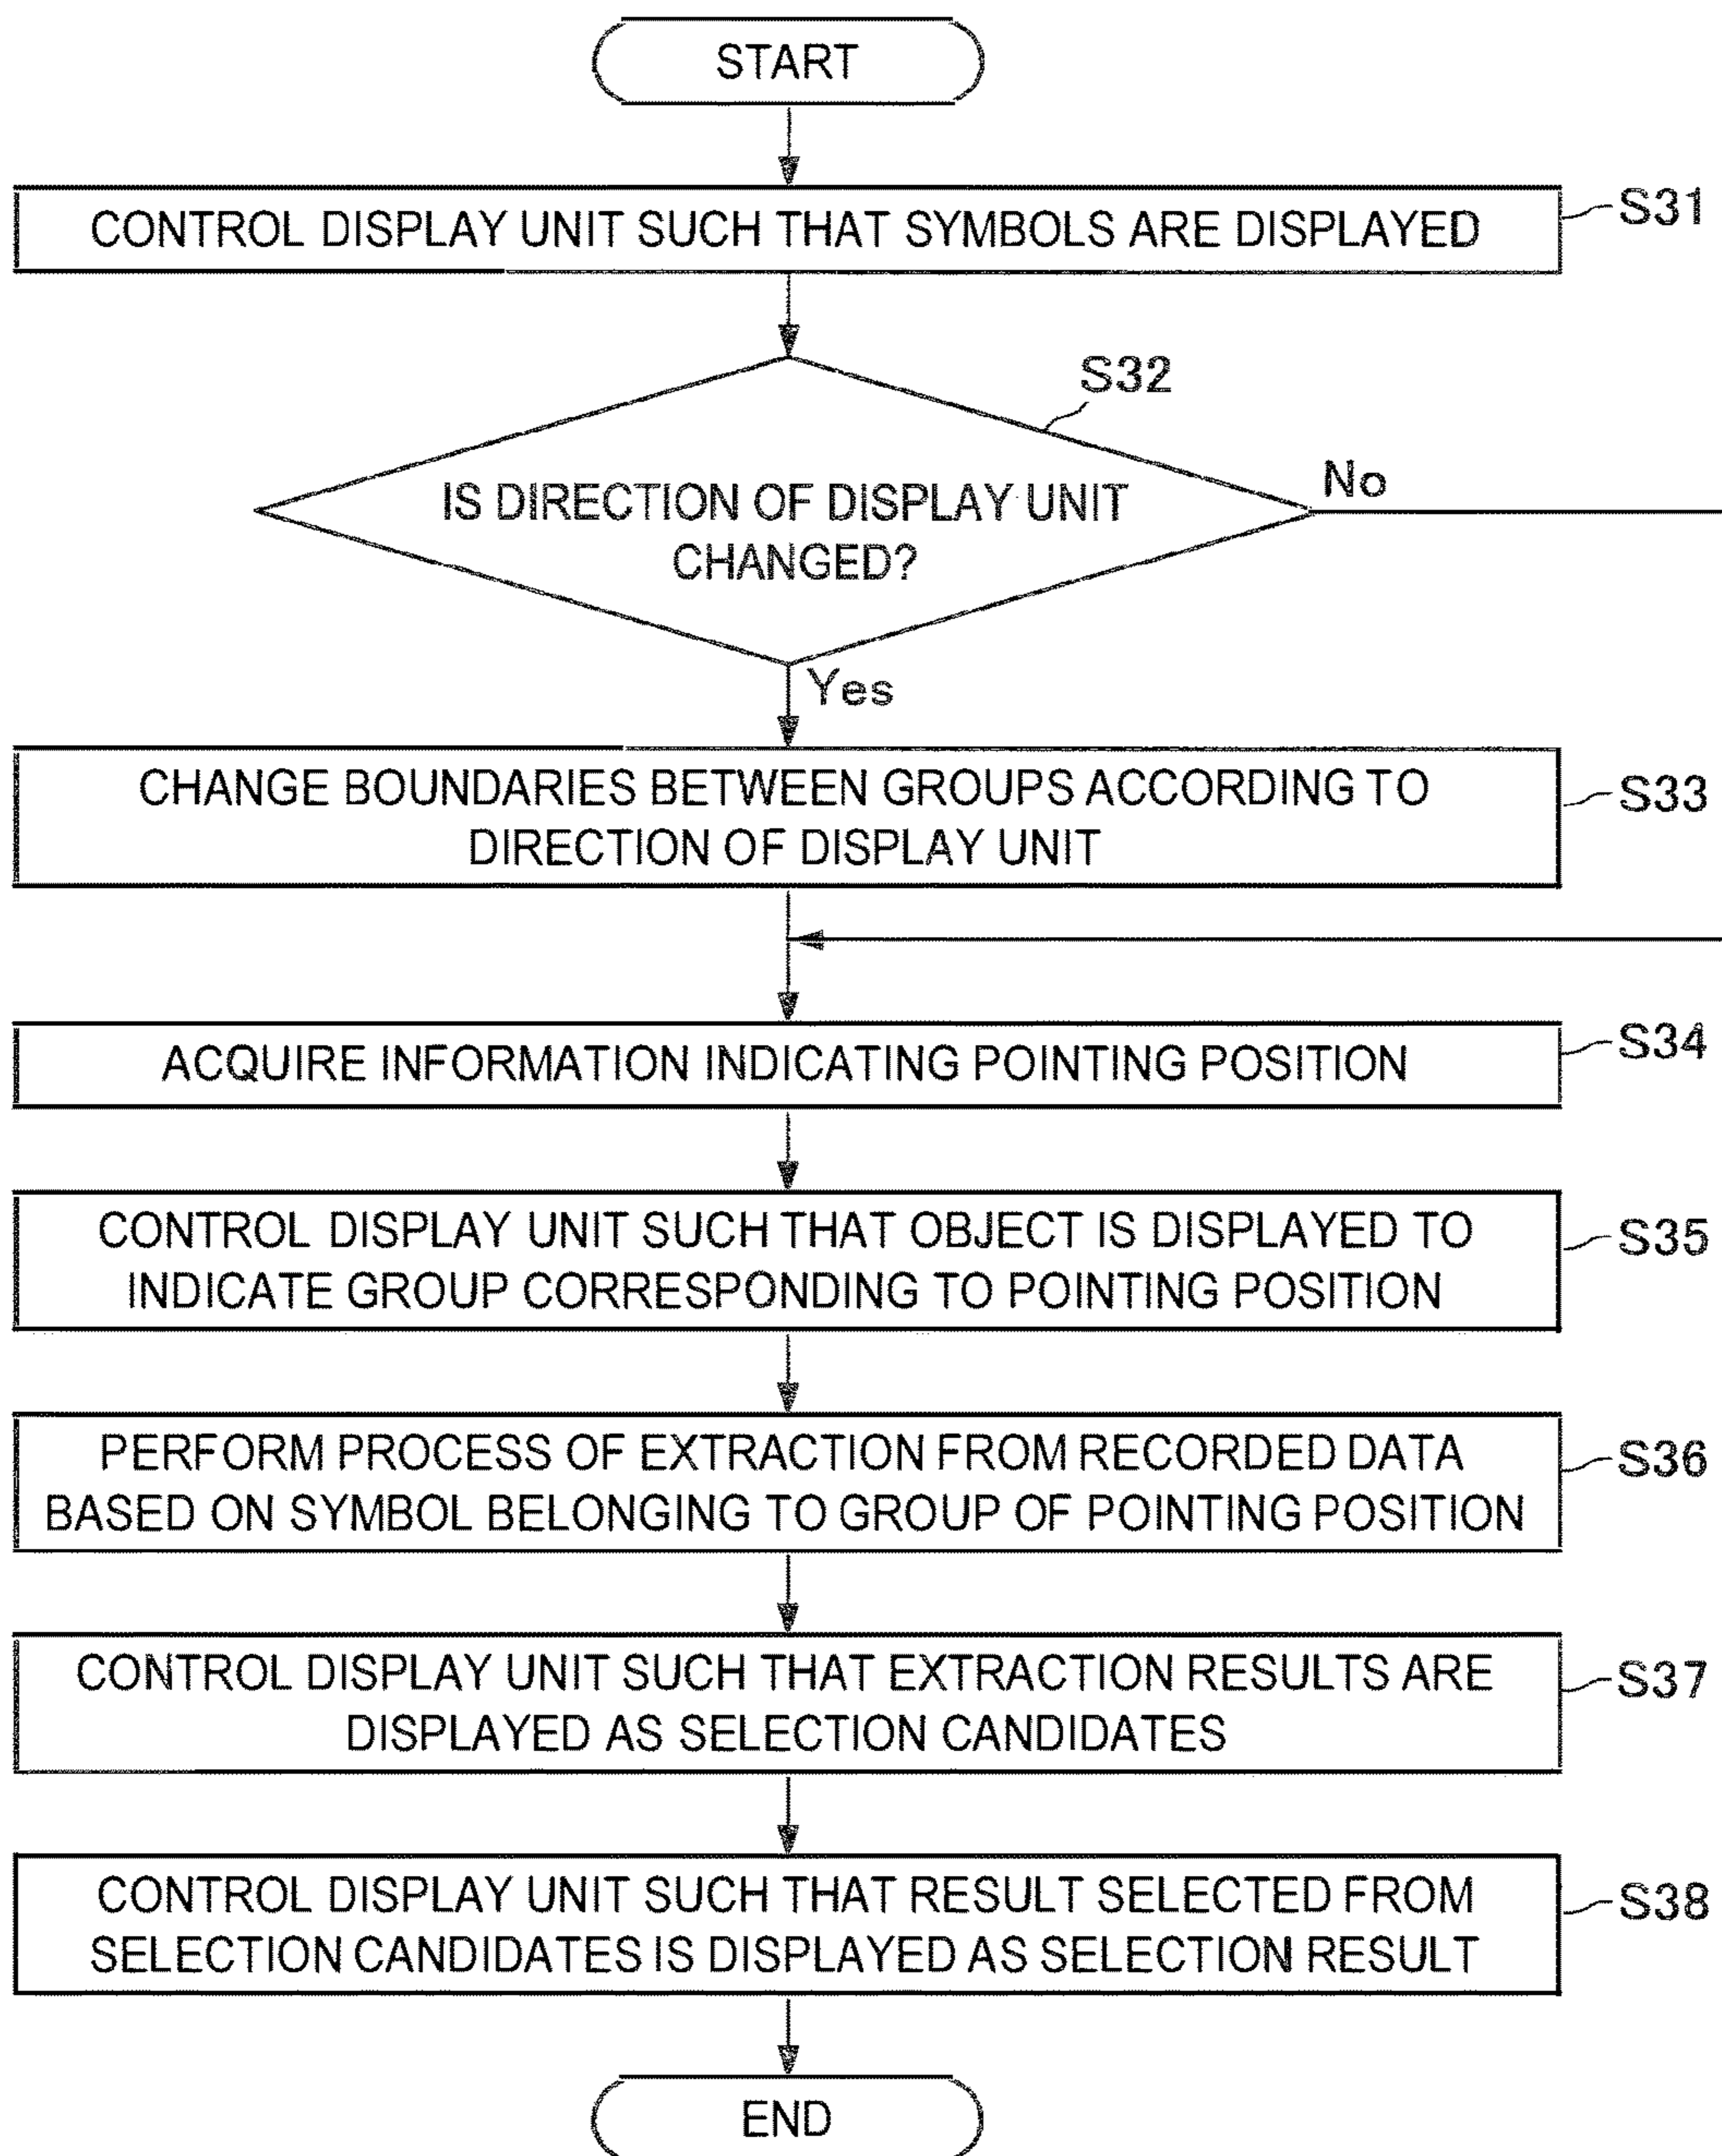 START
CONTROL DISPLAY UNIT SUCH THAT SYMBOLS ARE DISPLAYED
S31
S32
IS DIRECTION OF DISPLAY UNIT
CHANGED?
No
Yes
CHANGE BOUNDARIES BETWEEN GROUPS ACCORDING TO
DIRECTION OF DISPLAY UNIT
S33
ACQUIRE INFORMATION INDICATING POINTING POSITION
S34
CONTROL DISPLAY UNIT SUCH THAT OBJECT IS DISPLAYED TO
INDICATE GROUP CORRESPONDING TO POINTING POSITION
S35
PERFORM PROCESS OF EXTRACTION FROM RECORDED DATA
BASED ON SYMBOL BELONGING TO GROUP OF POINTING POSITION
S36
CONTROL DISPLAY UNIT SUCH THAT EXTRACTION RESULTS ARE
DISPLAYED AS SELECTION CANDIDATES
S37
CONTROL DISPLAY UNIT SUCH THAT RESULT SELECTED FROM
SELECTION CANDIDATES IS DISPLAYED AS SELECTION RESULT
S38
END